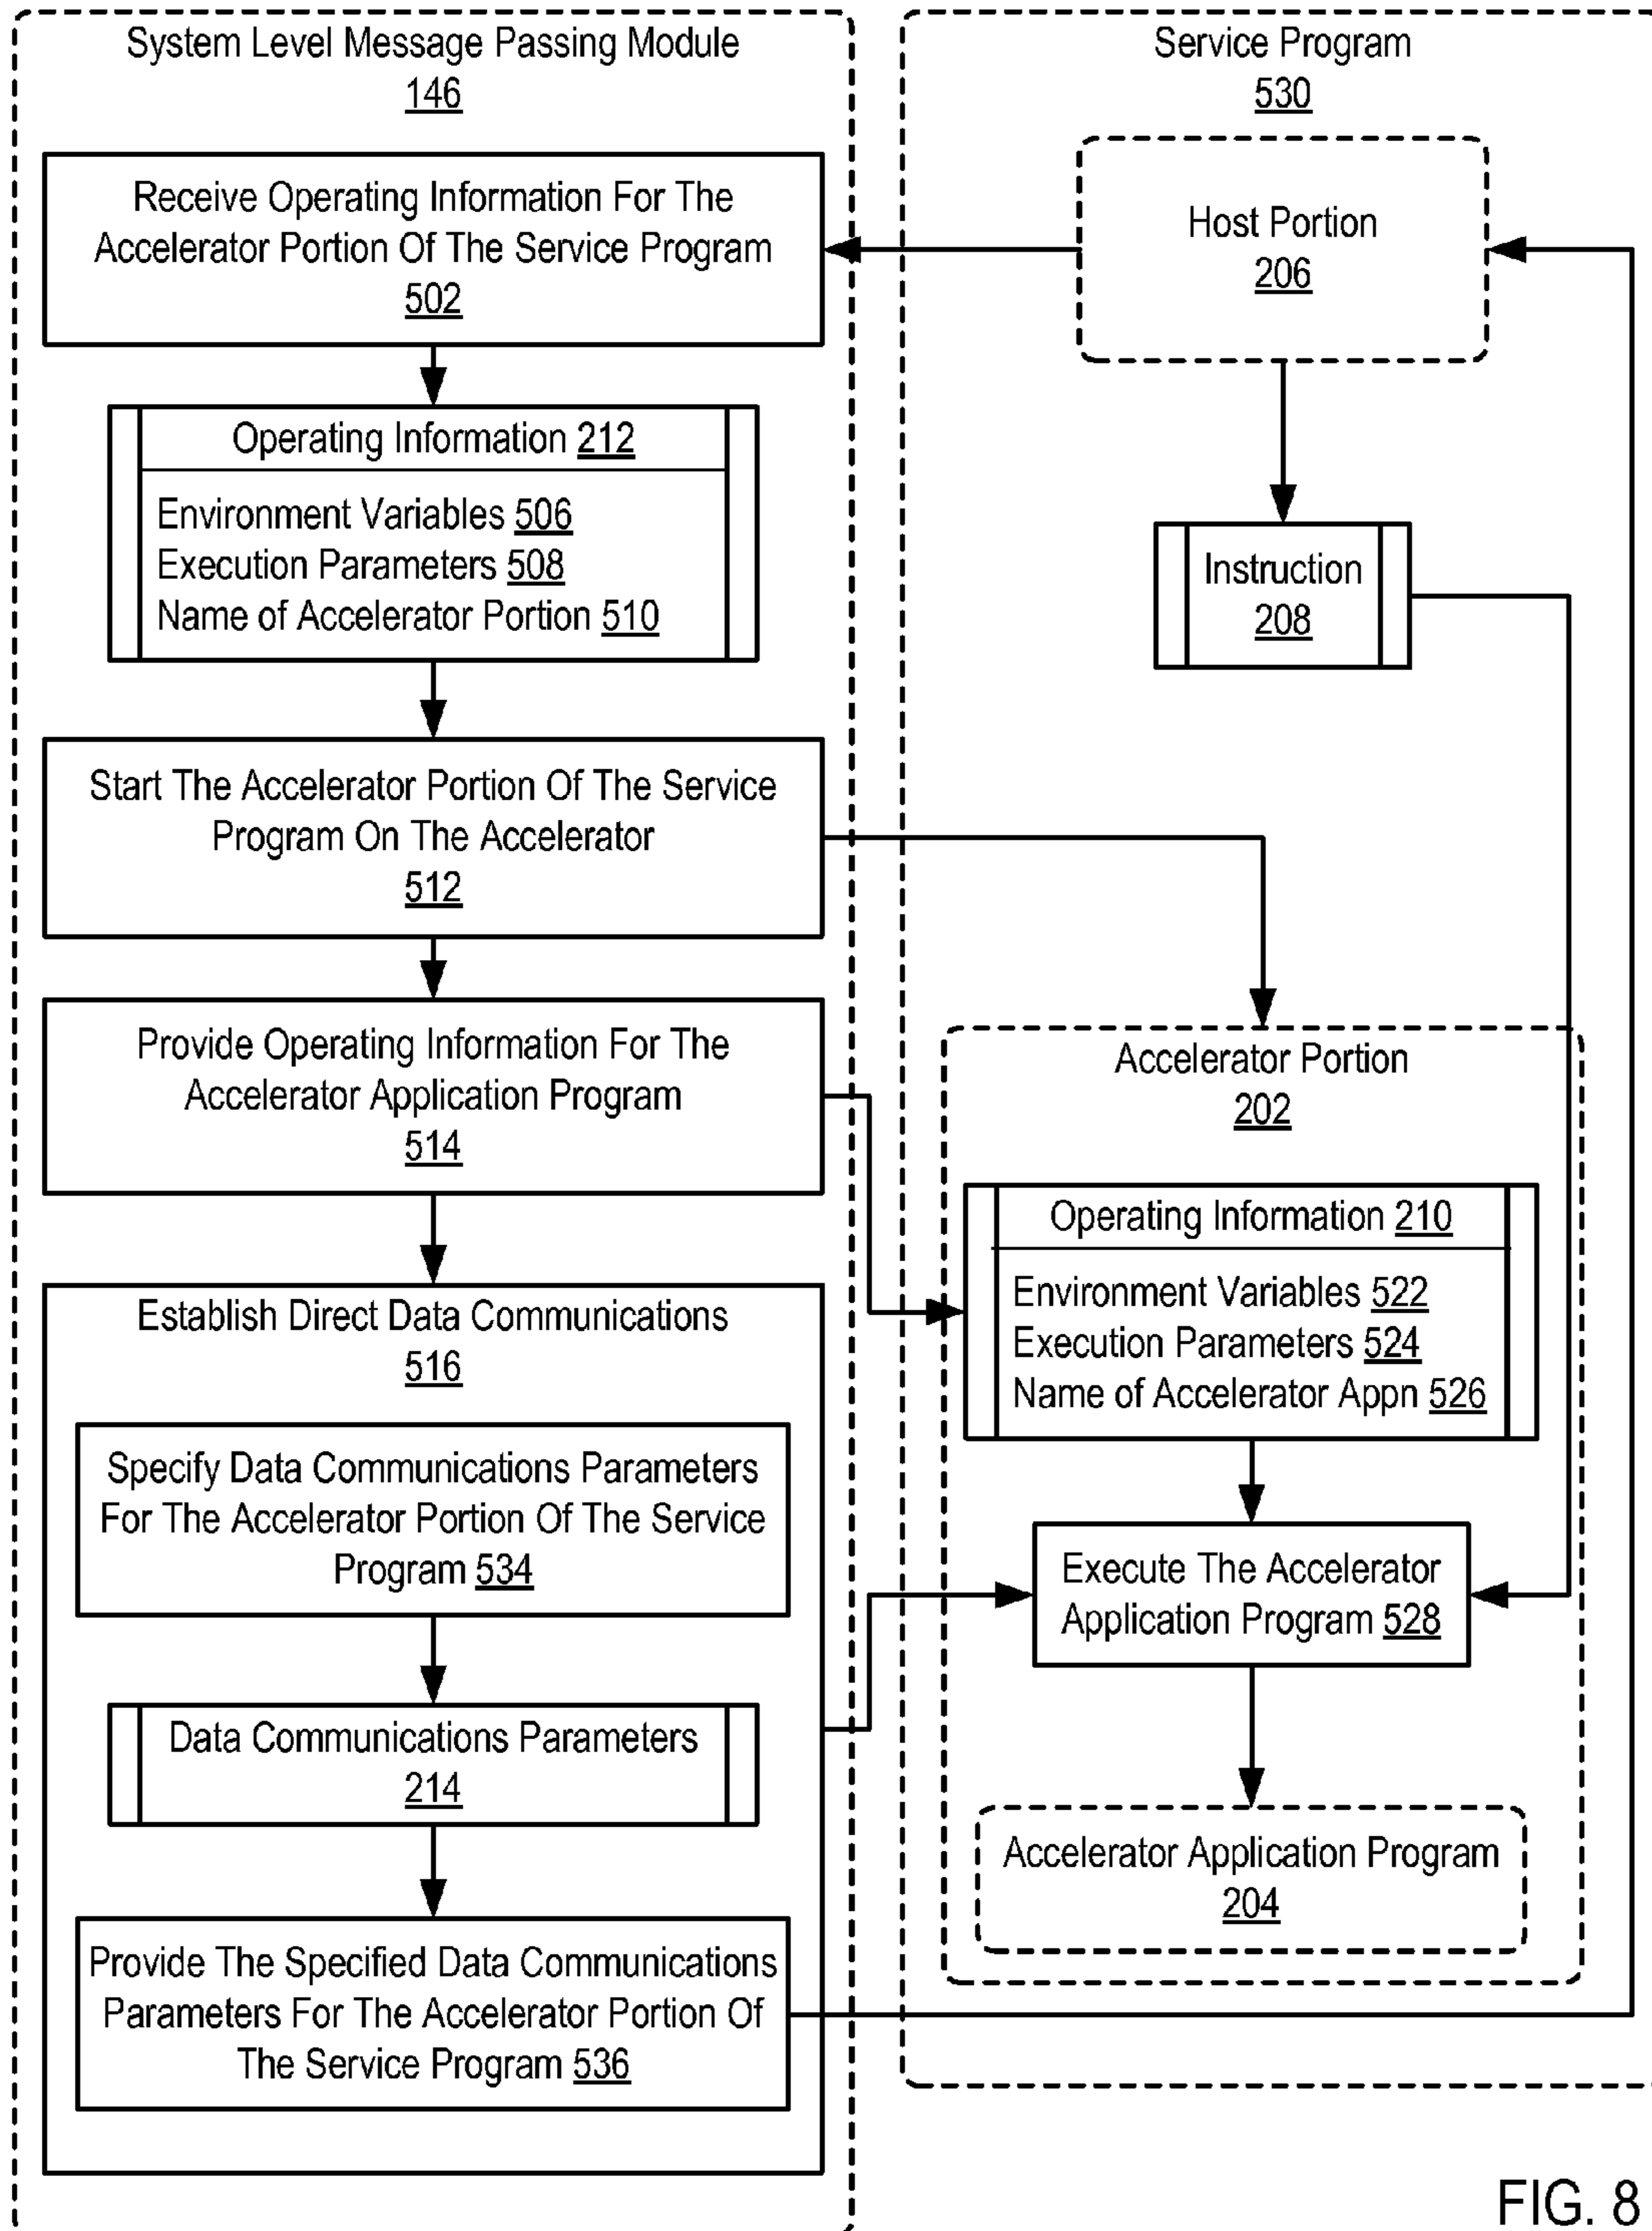 System Level Message Passing Module
146
Receive Operating Information For The
Accelerator Portion Of The Service Program
502
Operating Information 212
Environment Variables 506
Execution Parameters 508
Name of Accelerator Portion 510
Start The Accelerator Portion Of The Service
Program On The Accelerator
512
Provide Operating Information For The
Accelerator Application Program
514
Establish Direct Data Communications
516
Specify Data Communications Parameters
For The Accelerator Portion Of The Service
Program 534
Data Communications Parameters
214
Provide The Specified Data Communications
Parameters For The Accelerator Portion Of
The Service Program 536
Service Program
530
Host Portion
206
Instruction
208
Accelerator Portion
202
Operating Information 210
Environment Variables 522
Execution Parameters 524
Name of Accelerator Appn 526
Execute The Accelerator
Application Program 528
Accelerator Application Program
204
FIG. 8